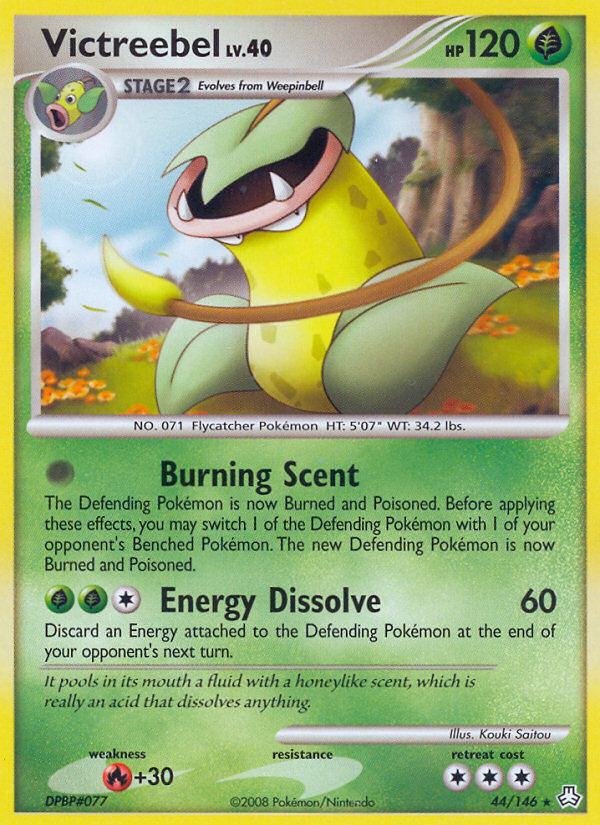 Victreebel LV.40 HP 120
STAGE2 Evolves from Weepinbell
NO. 071 Flycatcher Pokémon HT: 5'07" WT: 34.2 lbs.
Burning Scent
The Defending Pokémon is now Burned and Poisoned. Before applying
these effects, you may switch 1 of the Defending Pokémon with 1 of your
opponent's Benched Pokémon. The new Defending Pokémon is now
Burned and Poisoned.
Energy Dissolve 60
Discard an Energy attached to the Defending Pokémon at the end of
your opponent's next turn.
It pools in its mouth a fluid with a honeylike scent, which is
really an acid that dissolves anything.
Illus. Kouki Saitou
weakness resistance retreat cost
+30
DPBP#077 ©2008 Pokémon/Nintendo 44/146 ★